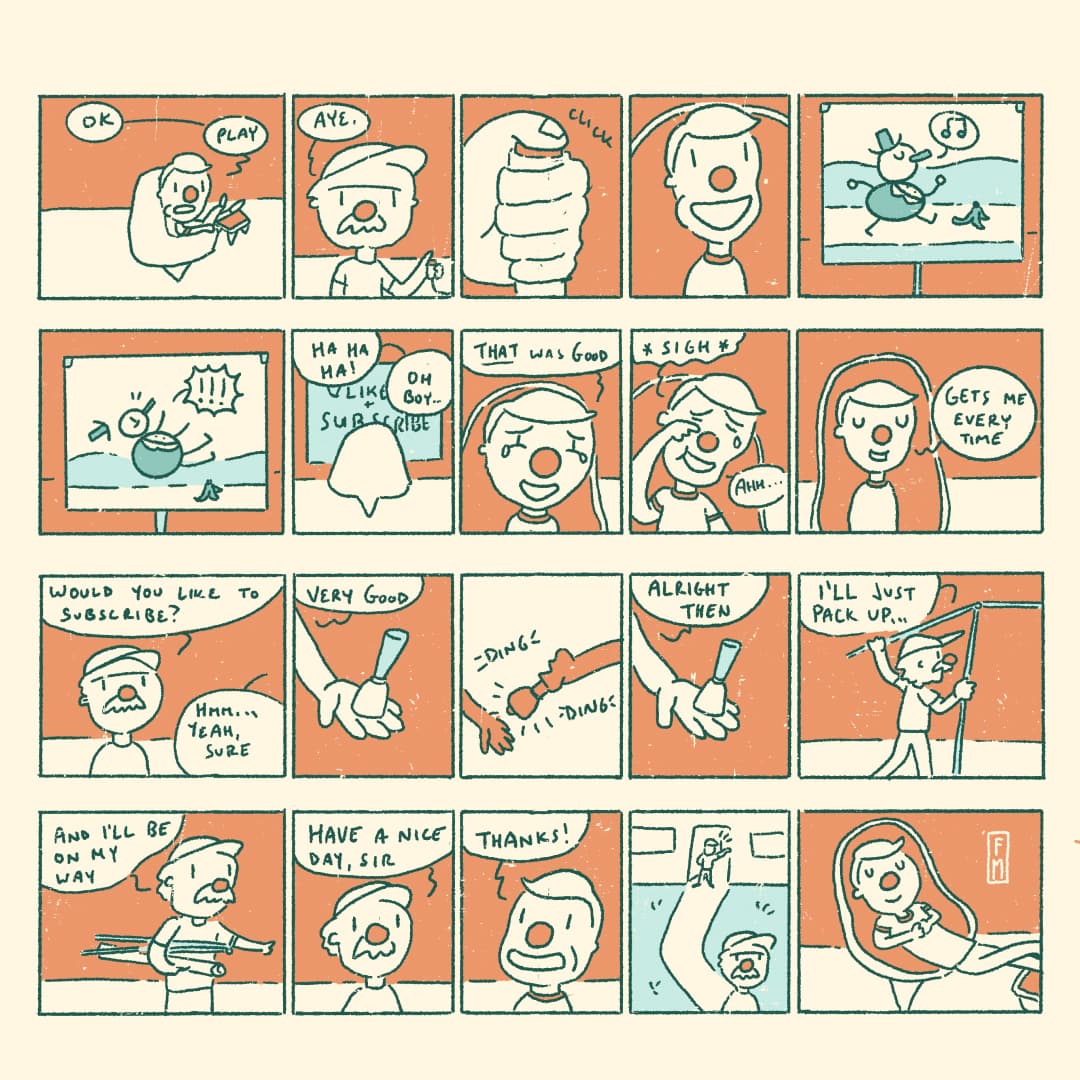 OK
PLAY
AYE.
CLICK
!!!!
HA HA
HA!
OH
BOY...
LIKE
+
SUBSCRIBE
THAT WAS GOOD
* SIGH *
AHH...
GETS ME
EVERY
TIME
WOULD YOU LIKE TO
SUBSCRIBE?
HMM...
YEAH,
SURE
VERY GOOD
DING
DING
ALRIGHT
THEN
I'LL JUST
PACK UP...
AND I'LL BE
ON MY
WAY
HAVE A NICE
DAY, SIR
THANKS!
F
M